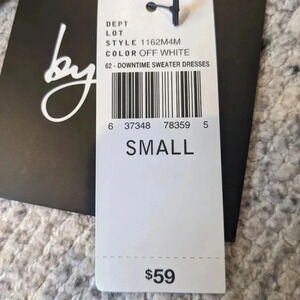 by
DEPT
LOT
STYLE 1162M4M
COLOR OFF WHITE
62 - DOWNTIME SWEATER DRESSES
6 37348 78359 5
SMALL
$59